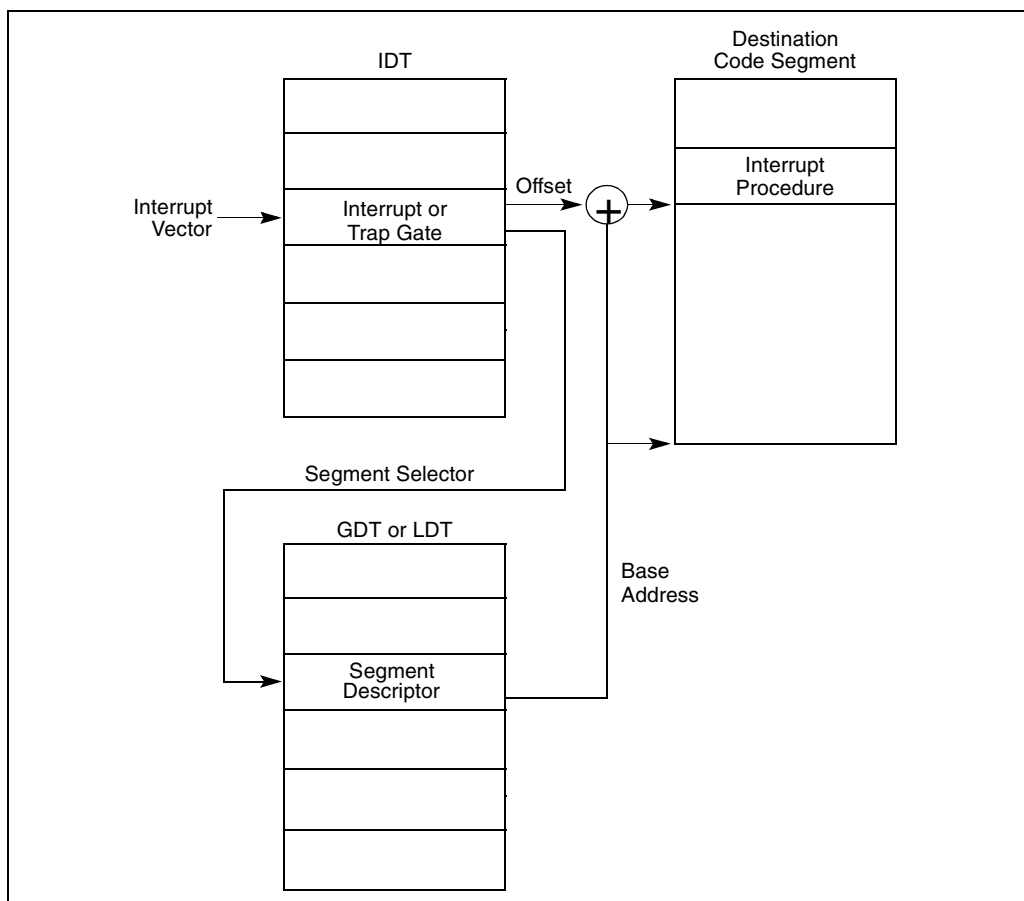 IDT
Destination
Code Segment
Interrupt
Vector
Interrupt or
Trap Gate
Offset
+
Interrupt
Procedure
Segment Selector
GDT or LDT
Segment
Descriptor
Base
Address